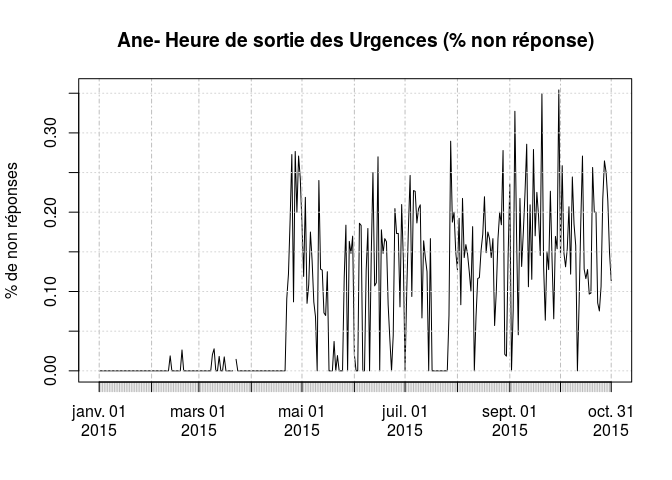 Ane- Heure de sortie des Urgences (% non réponse)
% de non réponses
0.30
0.20
0.10
0.00
janv. 01 mars 01 mai 01 juil. 01 sept. 01 oct. 31
2015 2015 2015 2015 2015 2015